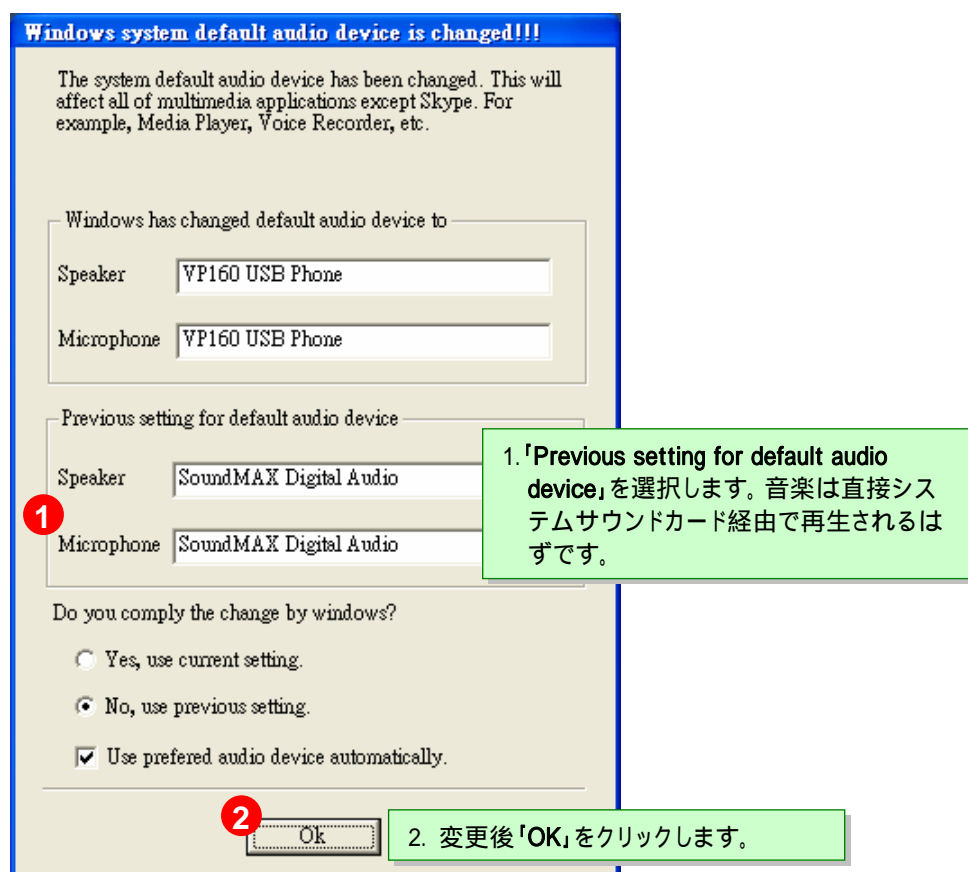 Windows system default audio device is changed!!!
The system default audio device has been changed. This will
affect all of multimedia applications except Skype. For
example, Media Player, Voice Recorder, etc.
Windows has changed default audio device to
Speaker VP160 USB Phone
Microphone VP160 USB Phone
Previous setting for default audio device
Speaker SoundMAX Digital Audio
1
Microphone SoundMAX Digital Audio
1.「Previous setting for default audio
device」を選択します。音楽は直接シス
テムサウンドカード経由で再生されるは
ずです。
Do you comply the change by windows?
Yes, use current setting.
No, use previous setting.
Use prefered audio device automatically.
2
Ok
2. 変更後「OK」をクリックします。